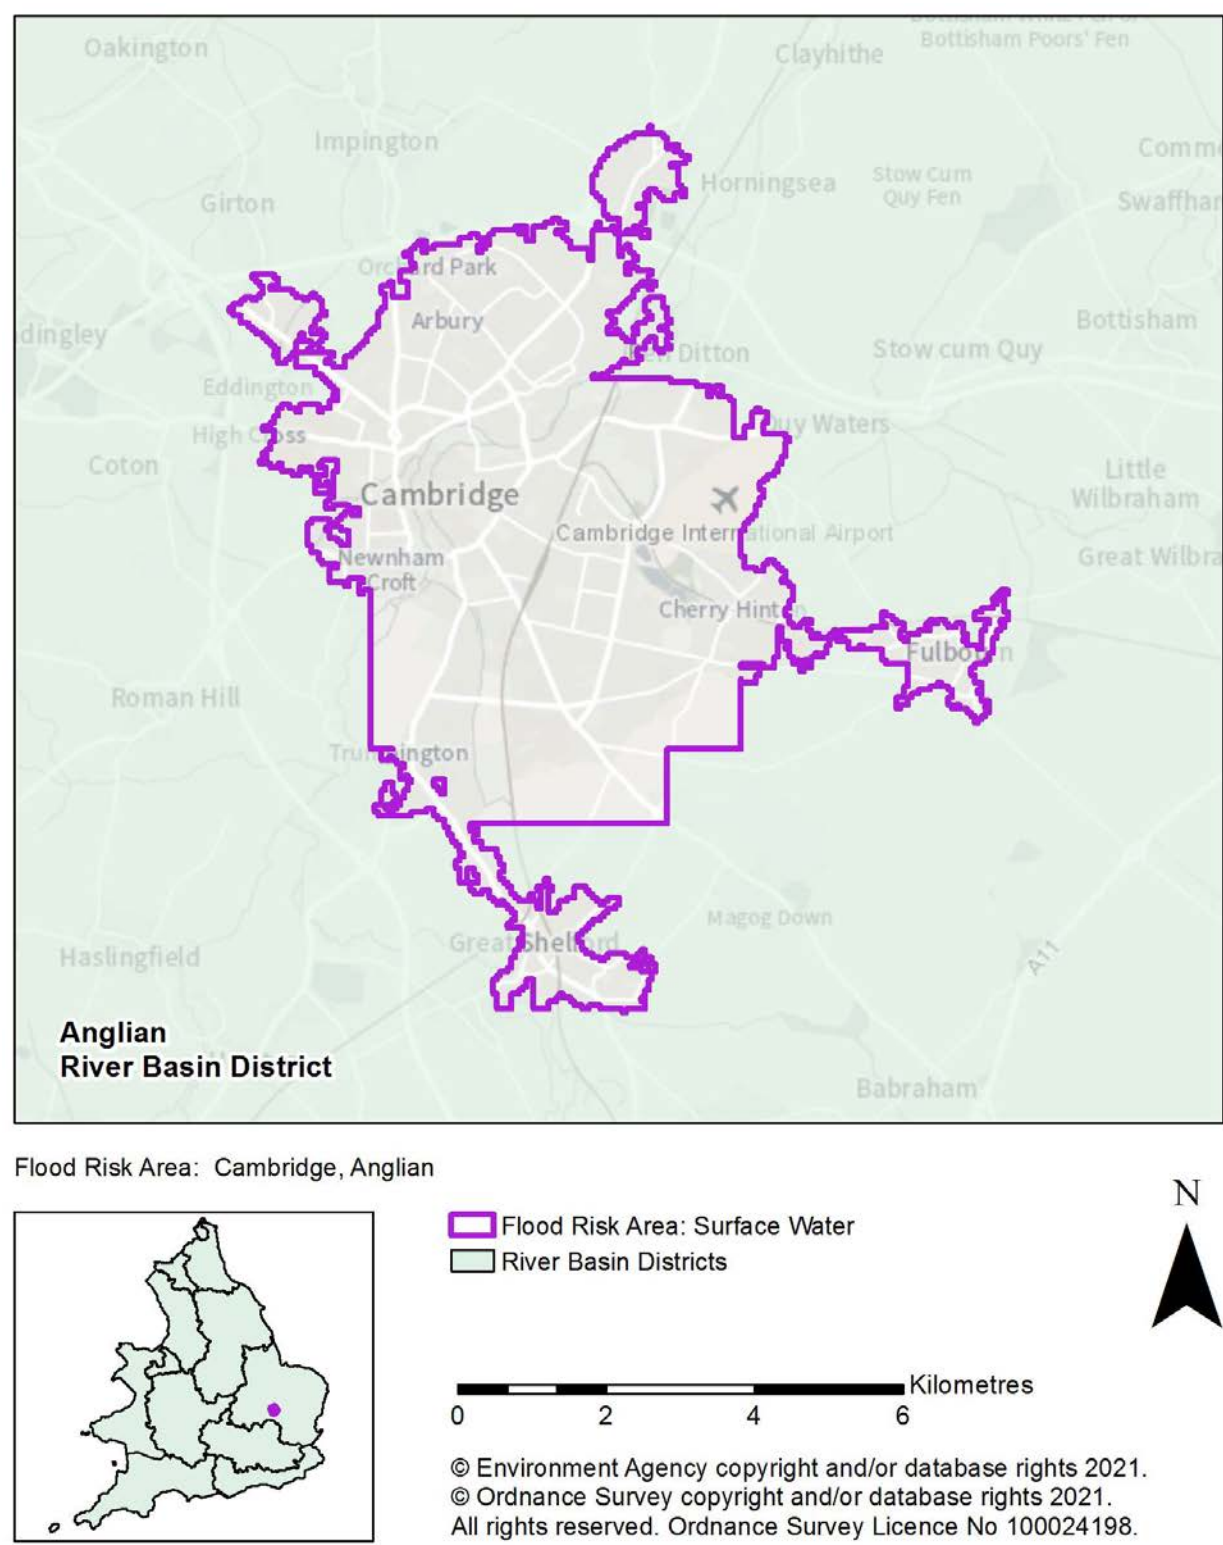 Bottisham Poors' Fen
Oakington
Clayhithe
Impington
Comm
Horningsea
Stow Cum
Quy Fen
Girton
Swaffhar
Orchard Park
Arbury
Bottisham
dingley
Stow cum Quy
Fen Ditton
Eddington
Quy Waters
High Cross
Coton
Little
Wilbraham
Cambridge
Cambridge International Airport
Great Wilbra
Newnham
Croft
Cherry Hinton
Fulbourn
Roman Hill
Trumpington
Magog Down
Great Shelford
Haslingfield
A11
Anglian
River Basin District
Babraham
Flood Risk Area: Cambridge, Anglian
N
Flood Risk Area: Surface Water
River Basin Districts
Kilometres
0 2 4 6
© Environment Agency copyright and/or database rights 2021.
© Ordnance Survey copyright and/or database rights 2021.
All rights reserved. Ordnance Survey Licence No 100024198.